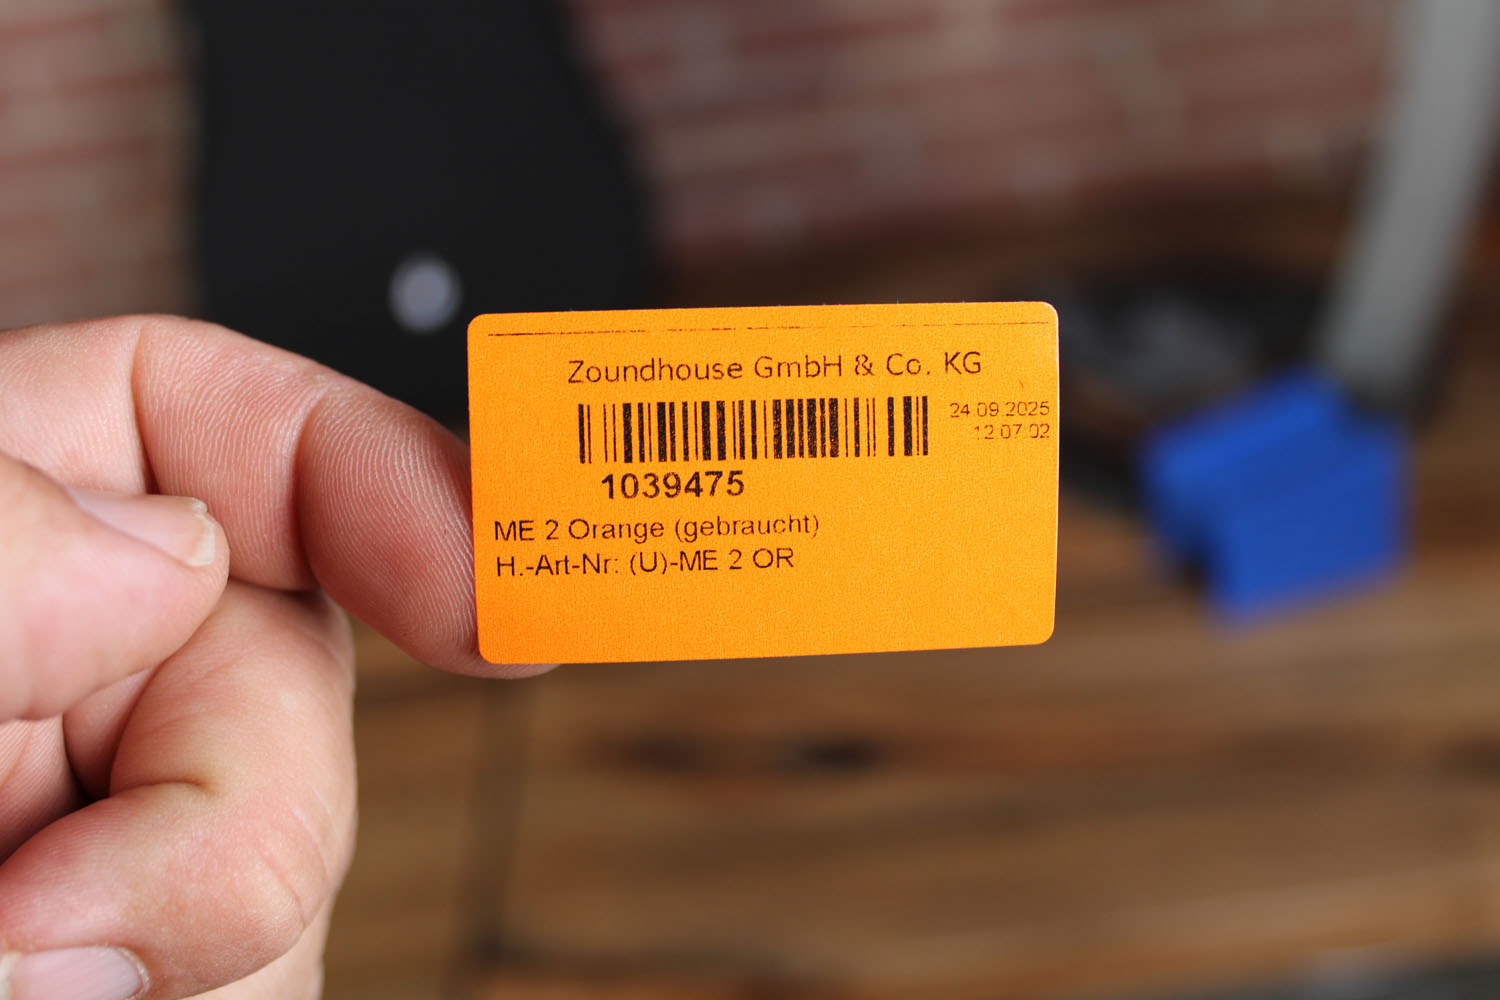 Zoundhouse GmbH & Co. KG
24.09.2025
12:07:02
1039475
ME 2 Orange (gebraucht)
H.-Art-Nr: (U)-ME 2 OR